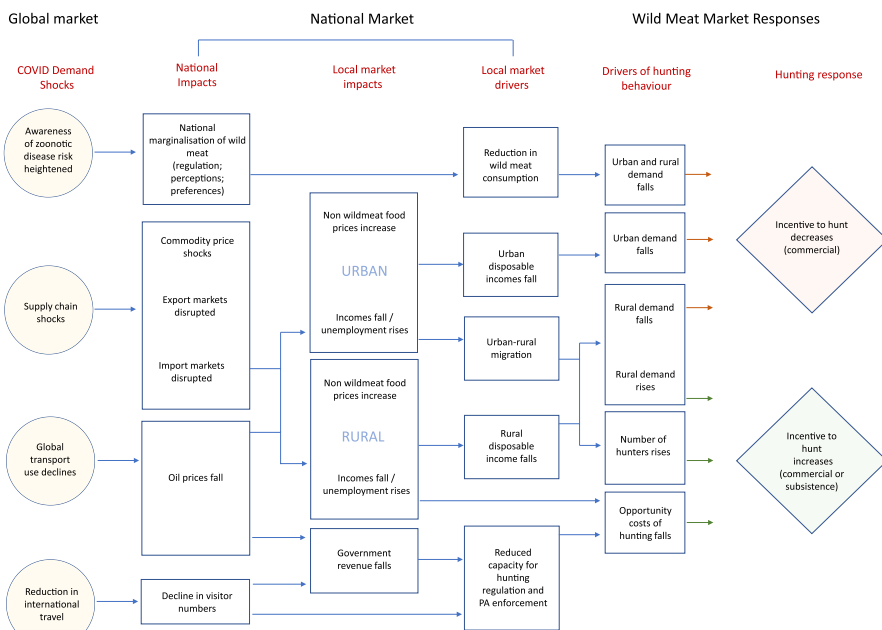 Global market
National Market
Wild Meat Market Responses
COVID Demand
Shocks
National
Impacts
Local market
impacts
Local market
drivers
Drivers of hunting
behaviour
Hunting response
Awareness
of zoonotic
disease risk
heightened
National
marginalisation of wild
meat
(regulation;
perceptions;
preferences)
Reduction in
wild meat
consumption
Urban and rural
demand
falls
Incentive to hunt
decreases
(commercial)
Supply chain
shocks
Commodity price
shocks
Export markets
disrupted
Import markets
disrupted
Non wildmeat food
prices increase
URBAN
Incomes fall /
unemployment rises
Urban
disposable
incomes fall
Urban demand
falls
Urban-rural
migration
Rural demand
falls
Rural demand
rises
Global
transport
use declines
Oil prices fall
Non wildmeat food
prices increase
RURAL
Incomes fall /
unemployment rises
Rural
disposable
income falls
Number of
hunters rises
Incentive to
hunt
increases
(commercial or
subsistence)
Opportunity
costs of
hunting falls
Reduction in
international
travel
Decline in visitor
numbers
Government
revenue falls
Reduced
capacity for
hunting
regulation and
PA enforcement